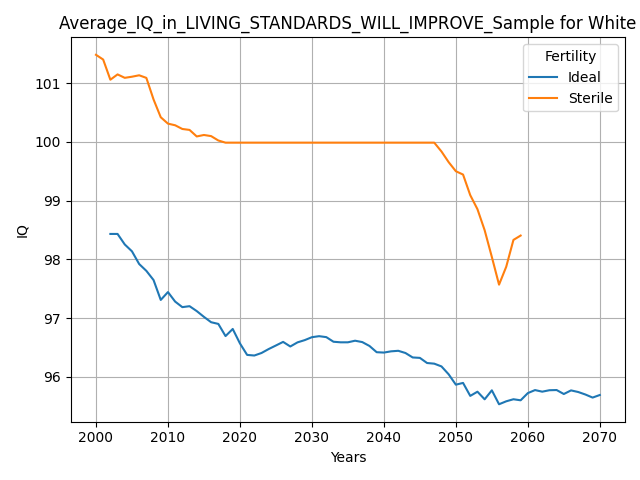 Average_IQ_in_LIVING_STANDARDS_WILL_IMPROVE_Sample for White
Fertility
Ideal
Sterile
IQ
101
100
99
98
97
96
2000 2010 2020 2030 2040 2050 2060 2070
Years